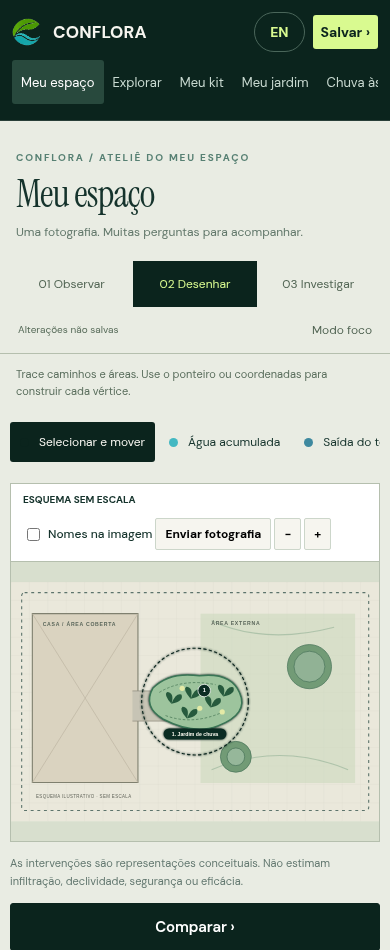 CONFLORA
EN
Salvar ›
Meu espaço
Explorar
Meu kit
Meu jardim
Chuva às
CONFLORA / ATELIÊ DO MEU ESPAÇO
Meu espaço
Uma fotografia. Muitas perguntas para acompanhar.
01 Observar
02 Desenhar
03 Investigar
Alterações não salvas
Modo foco
Trace caminhos e áreas. Use o ponteiro ou coordenadas para
construir cada vértice.
Selecionar e mover
Água acumulada
Saída do t
ESQUEMA SEM ESCALA
Nomes na imagem
Enviar fotografia
−
+
CASA / ÁREA COBERTA
ÁREA EXTERNA
1
1. Jardim de chuva
ESQUEMA ILUSTRATIVO · SEM ESCALA
As intervenções são representações conceituais. Não estimam
infiltração, declividade, segurança ou eficácia.
Comparar ›